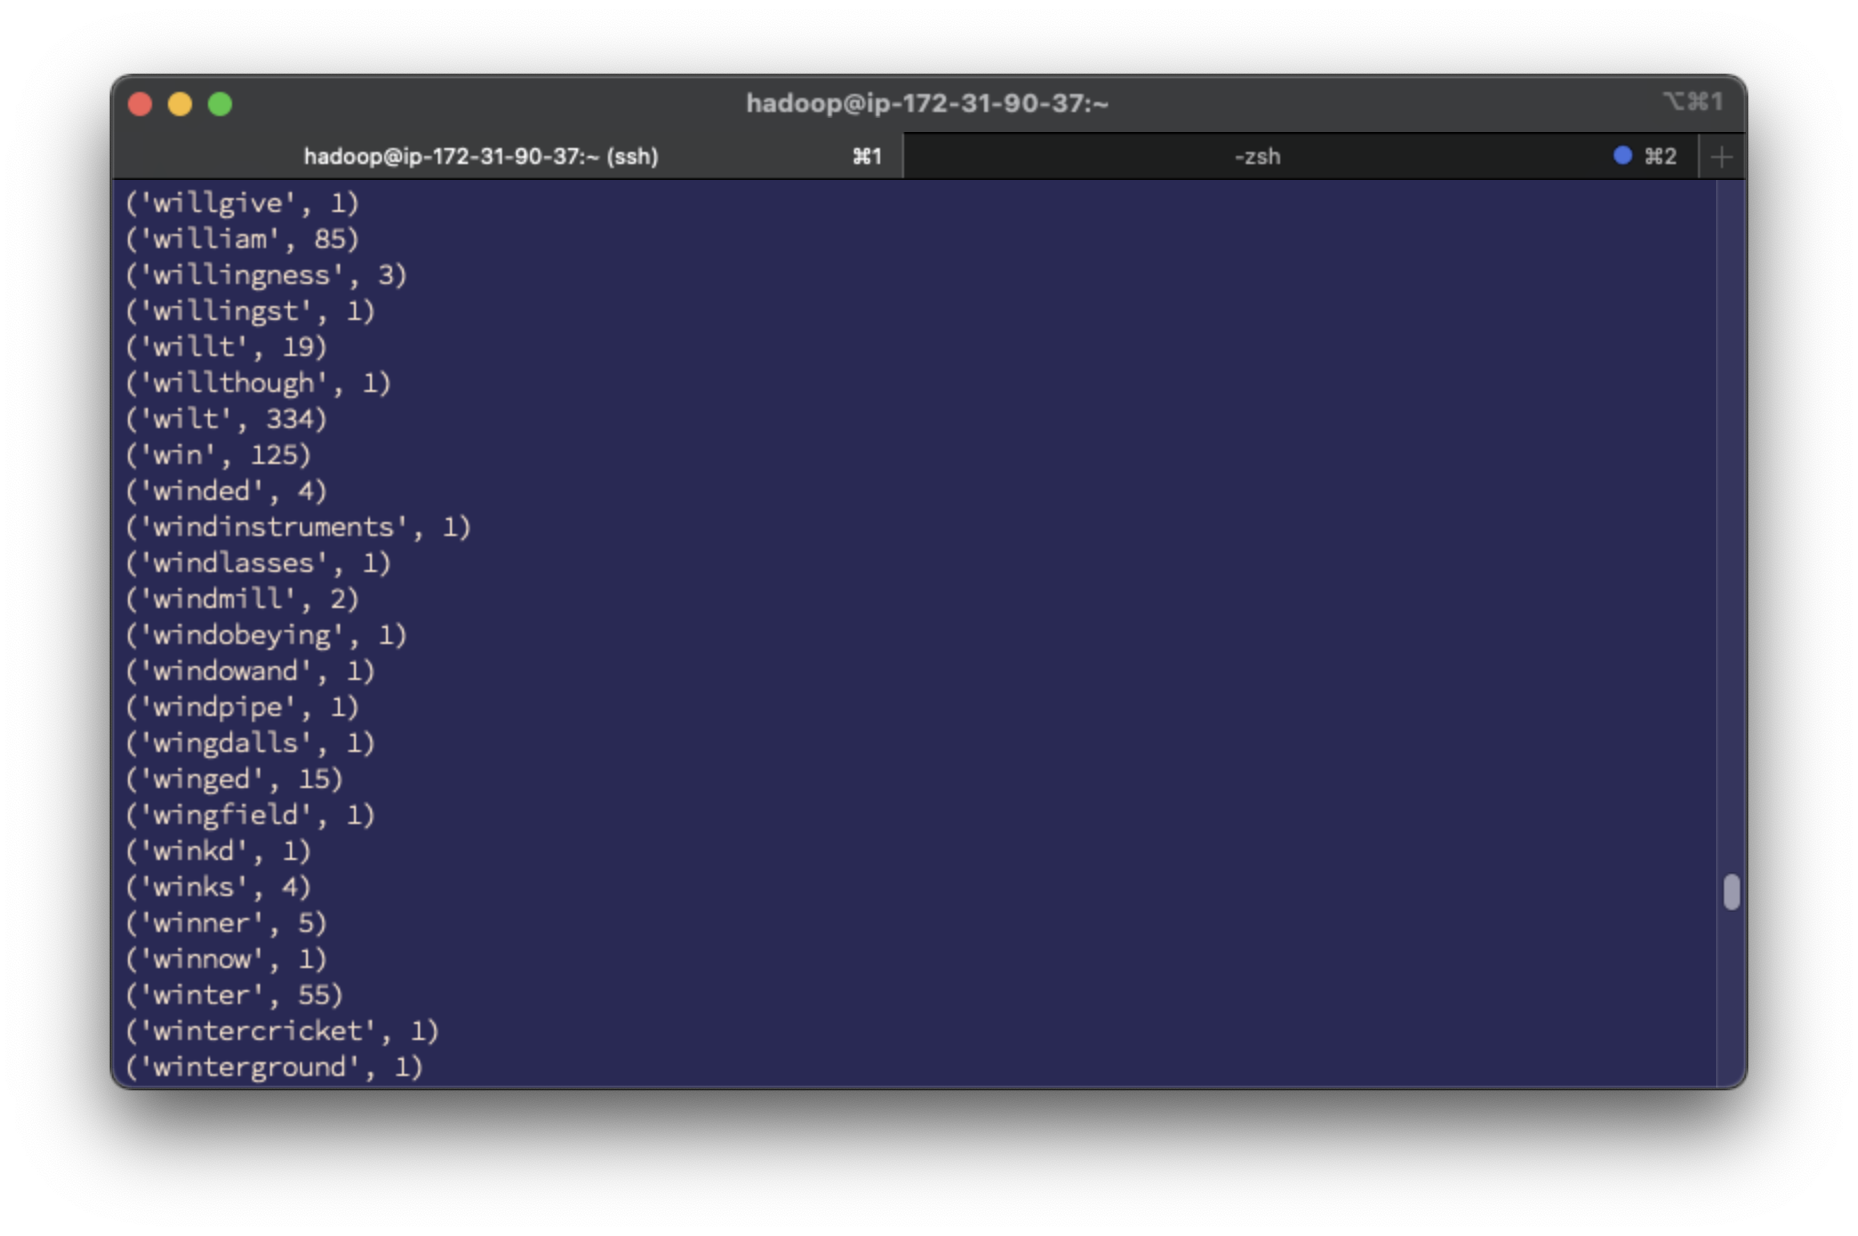 hadoop@ip-172-31-90-37:~ ⌥⌘1
hadoop@ip-172-31-90-37:~ (ssh) ⌘1 -zsh ⌘2 +
('willgive', 1)
('william', 85)
('willingness', 3)
('willingst', 1)
('willt', 19)
('willthough', 1)
('wilt', 334)
('win', 125)
('winded', 4)
('windinstruments', 1)
('windlasses', 1)
('windmill', 2)
('windobeying', 1)
('windowand', 1)
('windpipe', 1)
('wingdalls', 1)
('winged', 15)
('wingfield', 1)
('winkd', 1)
('winks', 4)
('winner', 5)
('winnow', 1)
('winter', 55)
('wintercricket', 1)
('winterground', 1)